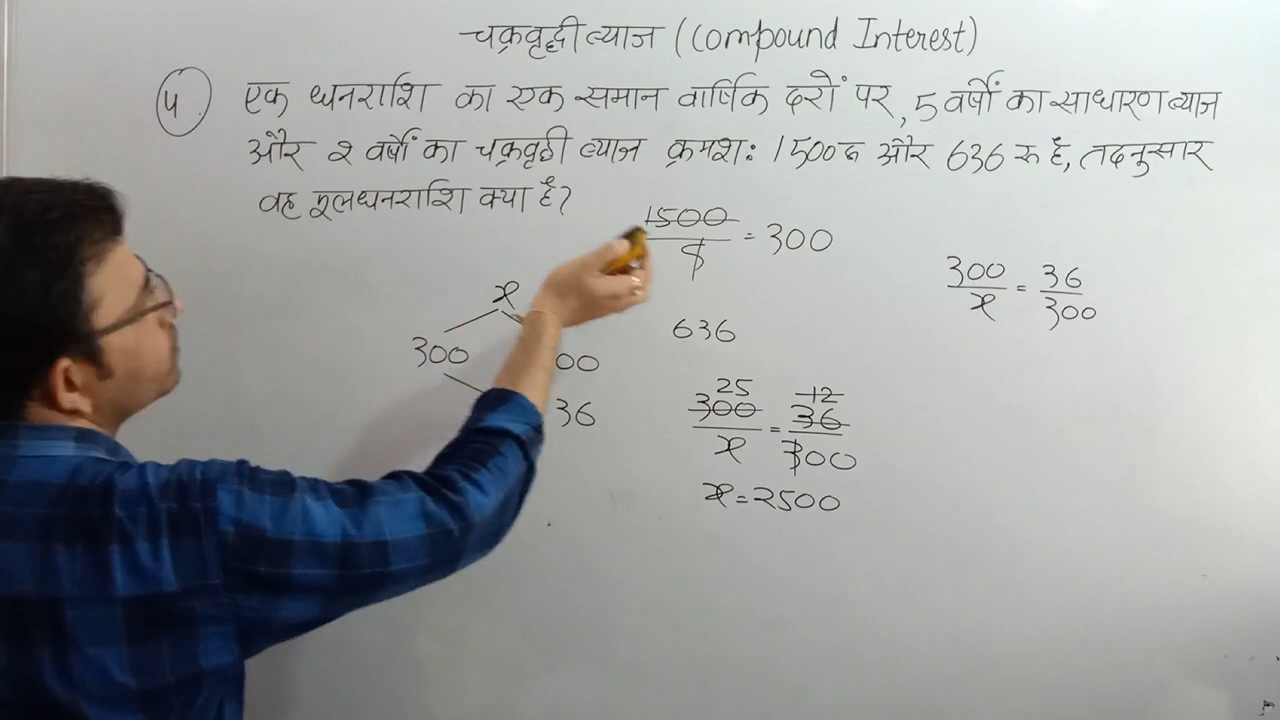 चक्रवृद्धी ब्याज (Compound Interest)
५. एक धनराशि का एक समान वार्षिक दरों पर, 5 वर्षों का साधारण ब्याज
और २ वर्षों का चक्रवृद्धी ब्याज क्रमशः 1500रु और 636 रु है, तदनुसार
वह मूलधनराशि क्या है?
1500/5 = 300
300/x = 36/300
x
300 00
36
636
25 12
300/x = 36/300
x = 2500